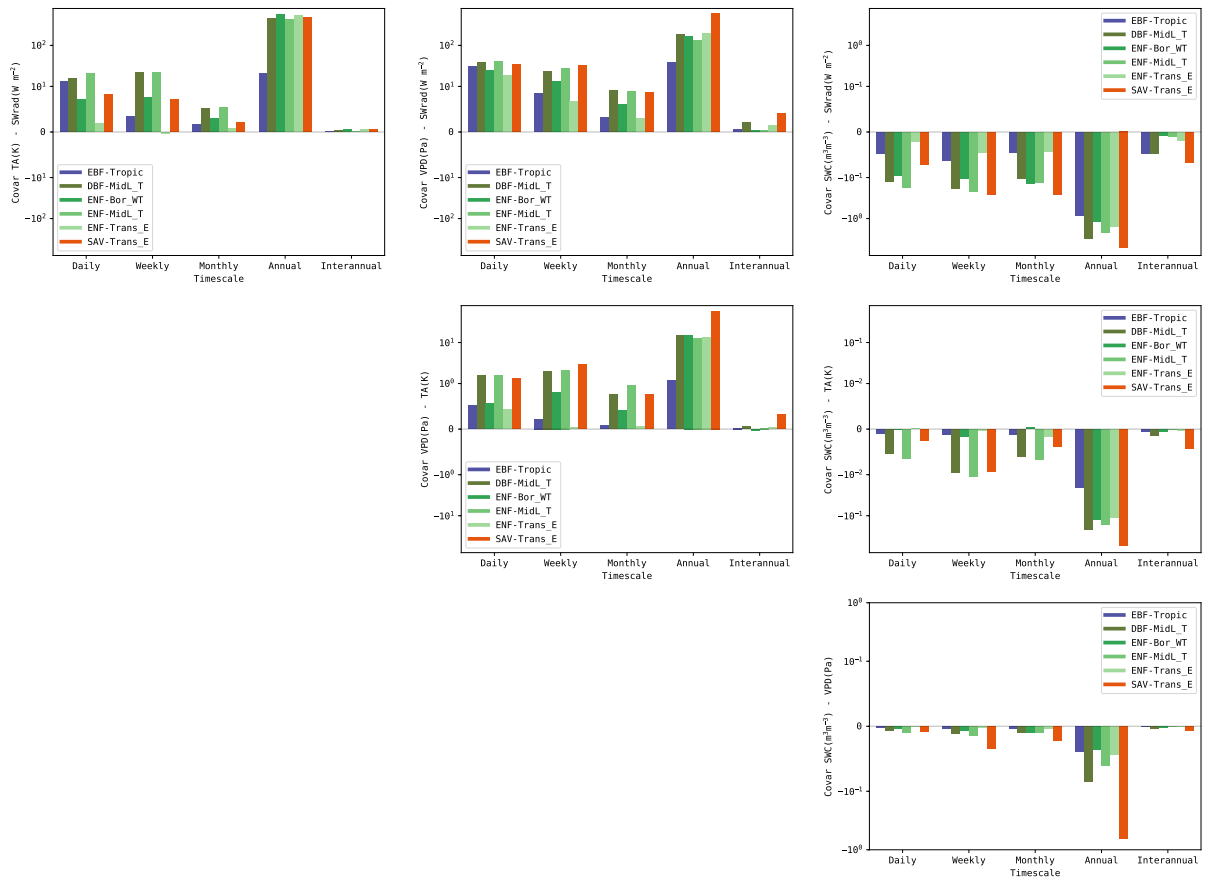 Covar TA(K) - SWrad(W m⁻²)
10²
10¹
0
−10¹
−10²
EBF-Tropic
DBF-MidL_T
ENF-Bor_WT
ENF-MidL_T
ENF-Trans_E
SAV-Trans_E
Daily Weekly Monthly Annual Interannual
Timescale
Covar VPD(Pa) - SWrad(W m⁻²)
10²
10¹
0
−10¹
−10²
EBF-Tropic
DBF-MidL_T
ENF-Bor_WT
ENF-MidL_T
ENF-Trans_E
SAV-Trans_E
Daily Weekly Monthly Annual Interannual
Timescale
Covar SWC(m³m⁻³) - SWrad(W m⁻²)
10⁰
10⁻¹
0
−10⁻¹
−10⁰
EBF-Tropic
DBF-MidL_T
ENF-Bor_WT
ENF-MidL_T
ENF-Trans_E
SAV-Trans_E
Daily Weekly Monthly Annual Interannual
Timescale
Covar VPD(Pa) - TA(K)
10¹
10⁰
0
−10⁰
−10¹
EBF-Tropic
DBF-MidL_T
ENF-Bor_WT
ENF-MidL_T
ENF-Trans_E
SAV-Trans_E
Daily Weekly Monthly Annual Interannual
Timescale
Covar SWC(m³m⁻³) - TA(K)
10⁻¹
10⁻²
0
−10⁻²
−10⁻¹
EBF-Tropic
DBF-MidL_T
ENF-Bor_WT
ENF-MidL_T
ENF-Trans_E
SAV-Trans_E
Daily Weekly Monthly Annual Interannual
Timescale
Covar SWC(m³m⁻³) - VPD(Pa)
10⁰
10⁻¹
0
−10⁻¹
−10⁰
EBF-Tropic
DBF-MidL_T
ENF-Bor_WT
ENF-MidL_T
ENF-Trans_E
SAV-Trans_E
Daily Weekly Monthly Annual Interannual
Timescale